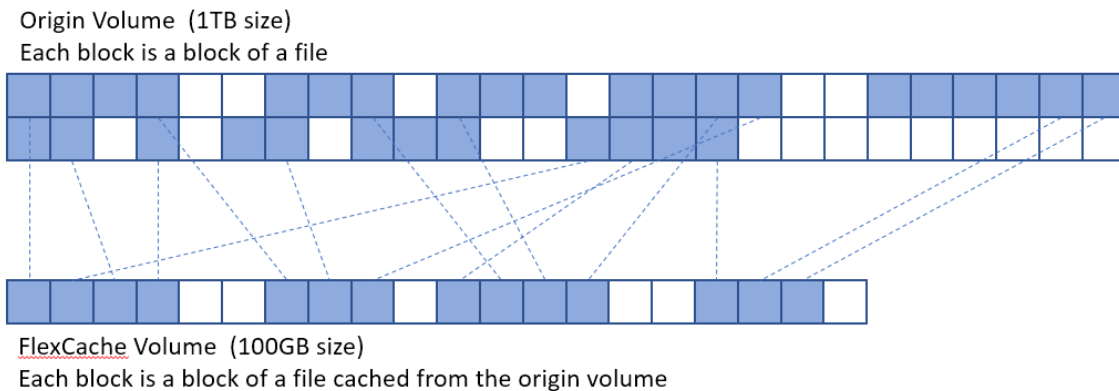 Origin Volume (1TB size)
Each block is a block of a file
FlexCache Volume (100GB size)
Each block is a block of a file cached from the origin volume